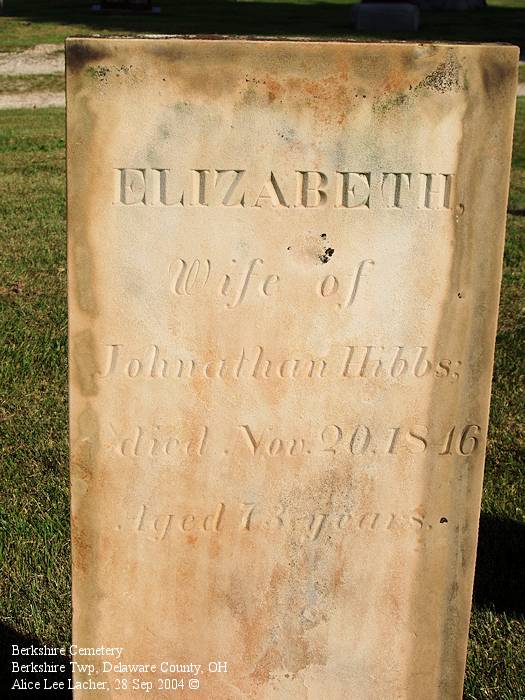 ELIZABETH,
Wife of
Johnathan Hibbs;
died Nov. 20. 1846
Aged 73 years.
Berkshire Cemetery
Berkshire Twp, Delaware County, OH
Alice Lee Lacher, 28 Sep 2004 ©